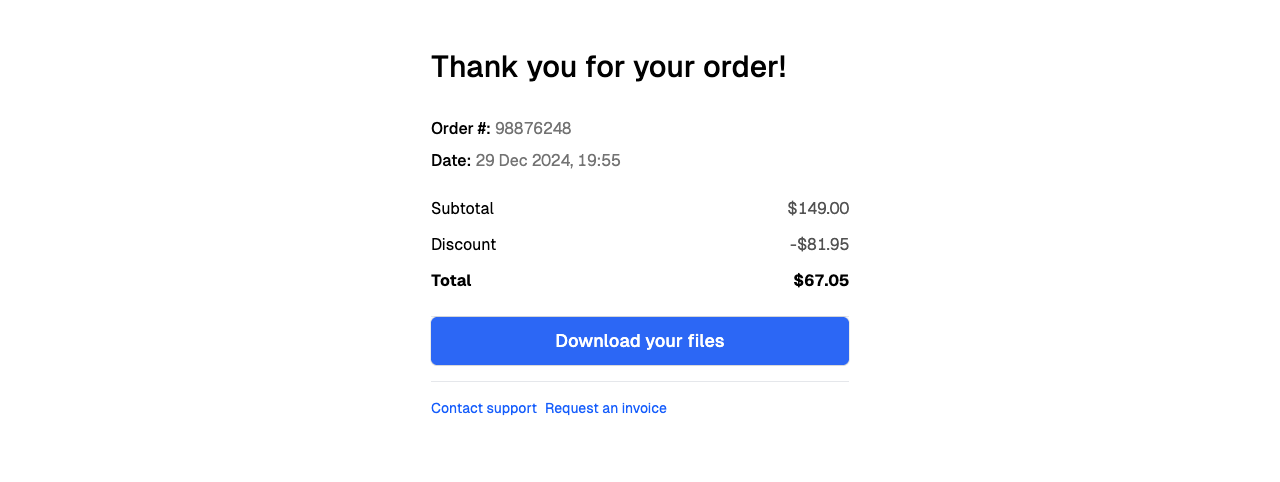 Thank you for your order!
Order #: 98876248
Date: 29 Dec 2024, 19:55
Subtotal $149.00
Discount -$81.95
Total $67.05
Download your files
Contact support Request an invoice